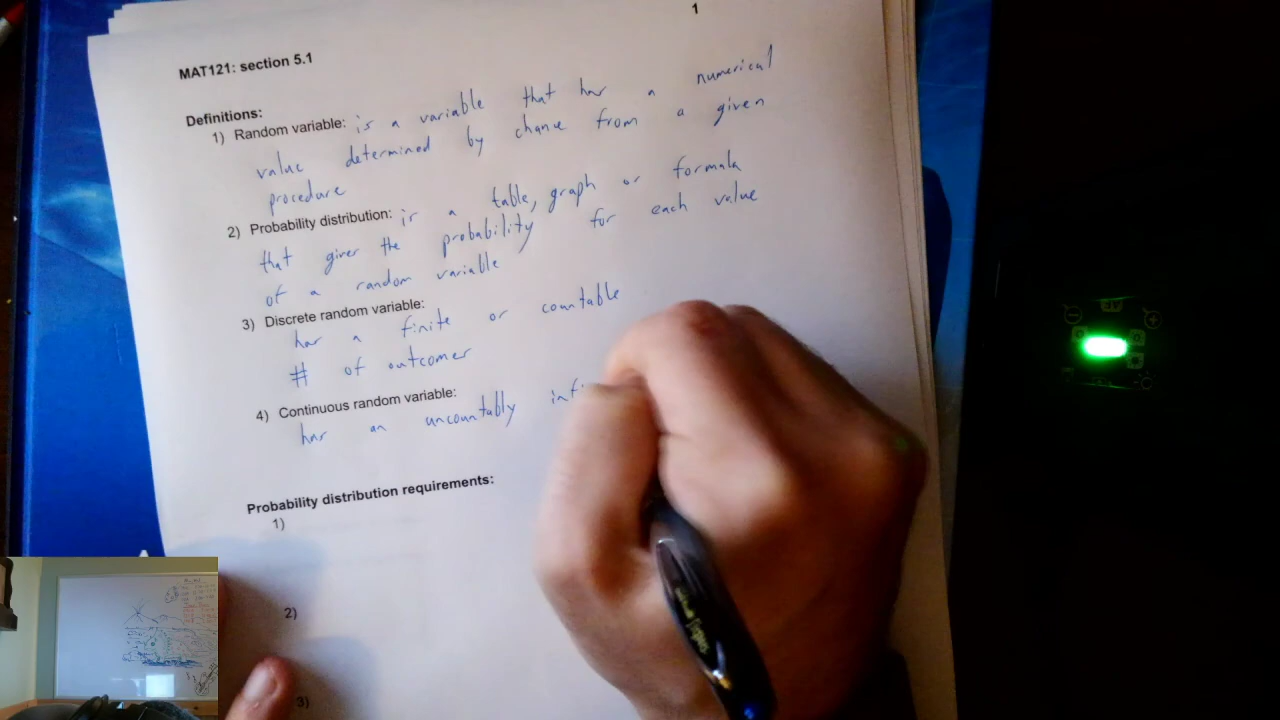 1
MAT121: section 5.1
Definitions:
1) Random variable: is a variable that has a numerical
value determined by chance from a given
procedure
2) Probability distribution: is a table, graph or formula
that gives the probability for each value
of a random variable
3) Discrete random variable:
has a finite or countable
# of outcomes
4) Continuous random variable:
has an uncountably inf
Probability distribution requirements:
1)
2)
3)